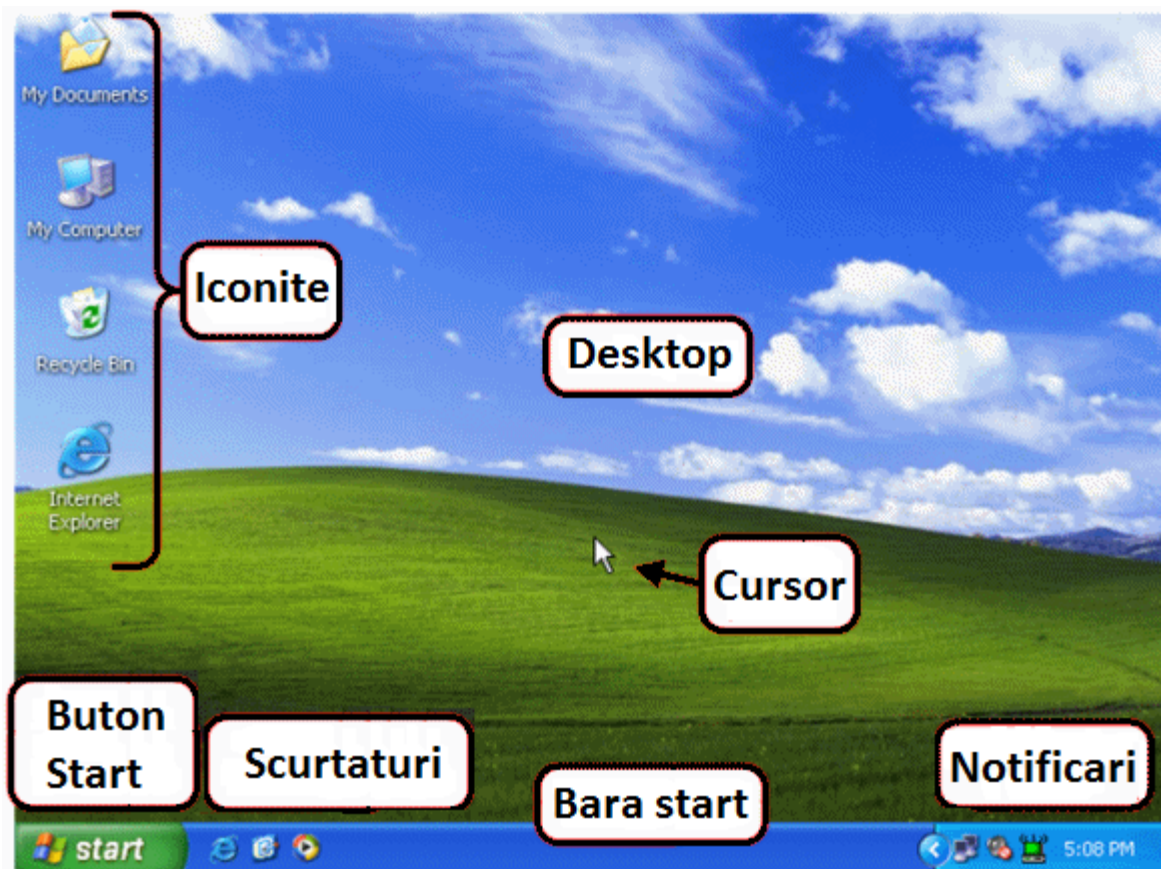 My Documents
My Computer
Iconite
Desktop
Recycle Bin
Internet
Explorer
Cursor
Buton
Start
Scurtaturi
Notificari
Bara start
start
5:08 PM